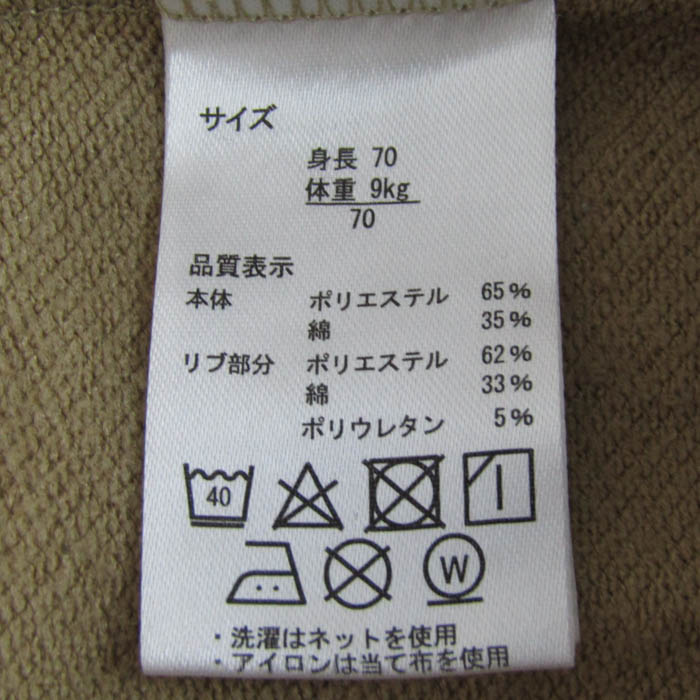 サイズ
身長 70
体重 9kg
70
品質表示
本体 ポリエステル 65%
綿 35%
リブ部分 ポリエステル 62%
綿 33%
ポリウレタン 5%
40
W
・洗濯はネットを使用
・アイロンは当て布を使用